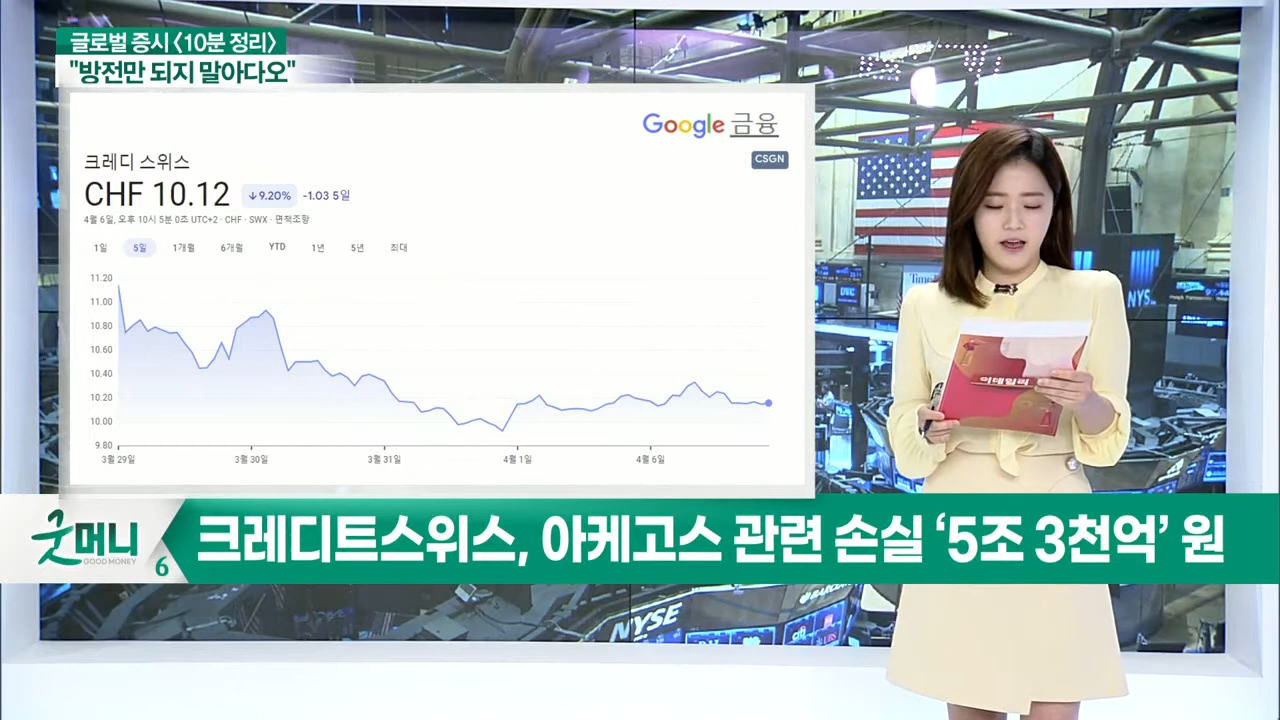 글로벌 증시 <10분 정리>
"방전만 되지 말아다오"
Google 금융
크레디 스위스
CSGN
CHF 10.12 ↓9.20% -1.03 5일
4월 6일, 오후 10시 5분 0초 UTC+2 · CHF · SWX · 면책조항
1일 5일 1개월 6개월 YTD 1년 5년 최대
11.20
11.00
10.80
10.60
10.40
10.20
10.00
9.80
3월 29일 3월 30일 3월 31일 4월 1일 4월 6일
이데일리
NYS
굿머니
GOOD MONEY
6
크레디트스위스, 아케고스 관련 손실 ‘5조 3천억’ 원
NYSE
BARCLAYS
citi
UBS